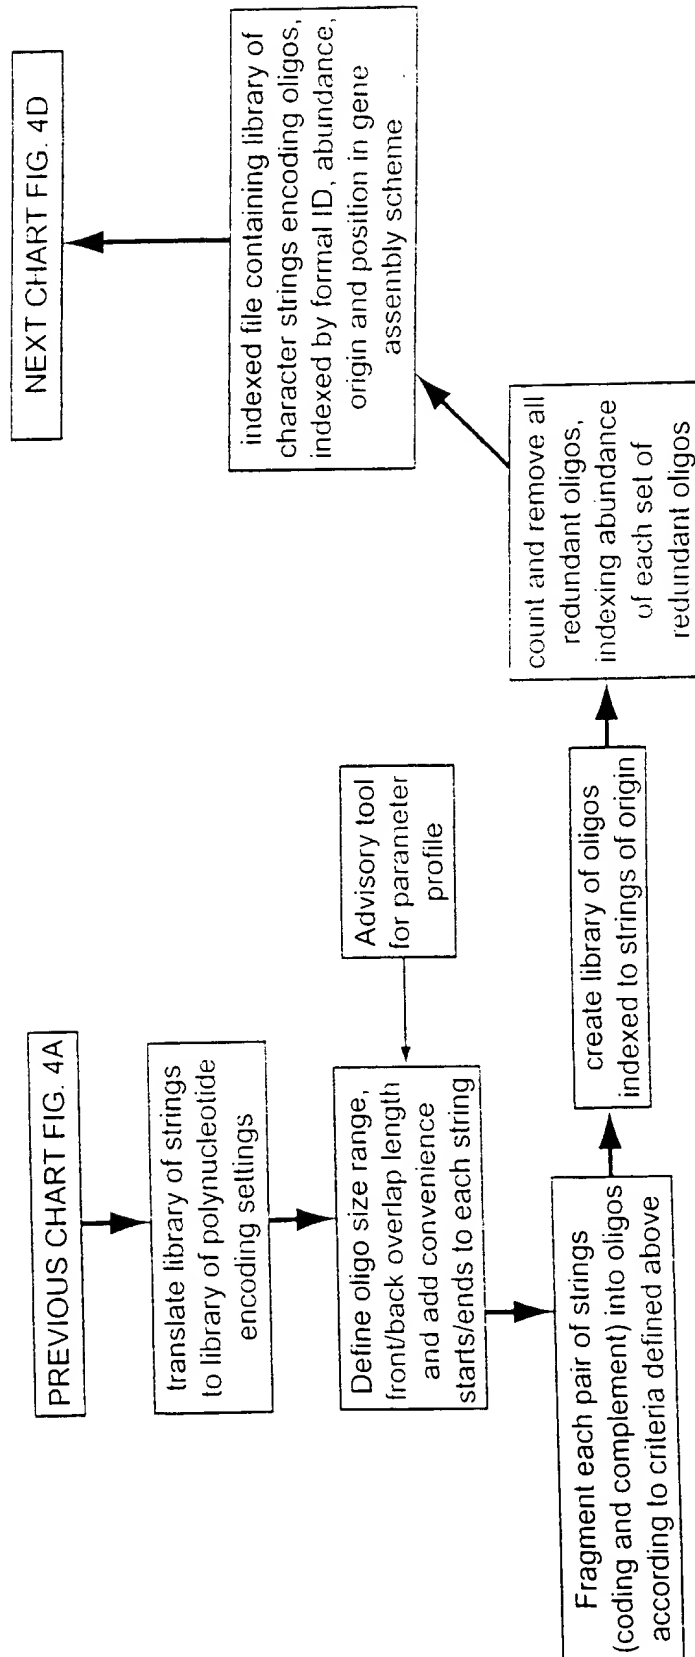 PREVIOUS CHART FIG. 4A
translate library of strings
to library of polynucleotide
encoding settings
Define oligo size range,
front/back overlap length
and add convenience
starts/ends to each string
Advisory tool
for parameter
profile
Fragment each pair of strings
(coding and complement) into oligos
according to criteria defined above
create library of oligos
indexed to strings of origin
count and remove all
redundant oligos,
indexing abundance
of each set of
redundant oligos
indexed file containing library of
character strings encoding oligos,
indexed by formal ID, abundance,
origin and position in gene
assembly scheme
NEXT CHART FIG. 4D